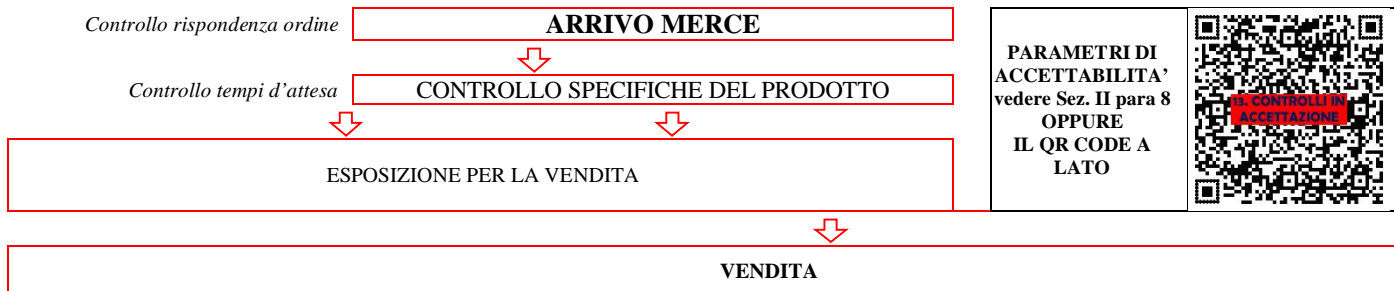 Controllo rispondenza ordine
ARRIVO MERCE
Controllo tempi d'attesa
CONTROLLO SPECIFICHE DEL PRODOTTO
ESPOSIZIONE PER LA VENDITA
PARAMETRI DI
ACCETTABILITA'
vedere Sez. II para 8
OPPURE
IL QR CODE A
LATO
13. CONTROLLI IN
ACCETTAZIONE
VENDITA